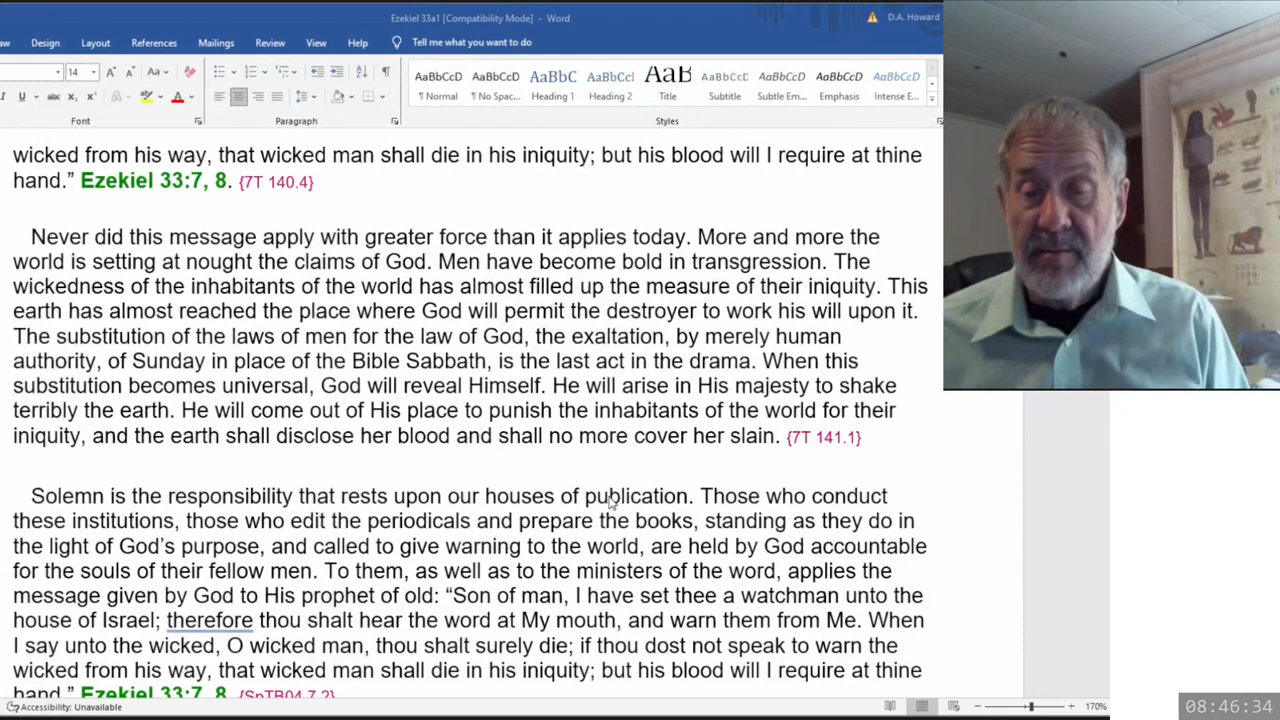 Ezekiel 33a1 [Compatibility Mode] - Word
D.A. Howard
aw Design Layout References Mailings Review View Help Tell me what you want to do
14
Aa
AaBbCcD AaBbCcD AaBbC AaBbCcI AaB AaBbCcD AaBbCcD AaBbCcD AaBbCcD
¶ Normal ¶ No Spac... Heading 1 Heading 2 Title Subtitle Subtle Em... Emphasis Intense E...
Font Paragraph Styles
wicked from his way, that wicked man shall die in his iniquity; but his blood will I require at thine
hand.” Ezekiel 33:7, 8. {7T 140.4}
Never did this message apply with greater force than it applies today. More and more the
world is setting at nought the claims of God. Men have become bold in transgression. The
wickedness of the inhabitants of the world has almost filled up the measure of their iniquity. This
earth has almost reached the place where God will permit the destroyer to work his will upon it.
The substitution of the laws of men for the law of God, the exaltation, by merely human
authority, of Sunday in place of the Bible Sabbath, is the last act in the drama. When this
substitution becomes universal, God will reveal Himself. He will arise in His majesty to shake
terribly the earth. He will come out of His place to punish the inhabitants of the world for their
iniquity, and the earth shall disclose her blood and shall no more cover her slain. {7T 141.1}
Solemn is the responsibility that rests upon our houses of publication. Those who conduct
these institutions, those who edit the periodicals and prepare the books, standing as they do in
the light of God’s purpose, and called to give warning to the world, are held by God accountable
for the souls of their fellow men. To them, as well as to the ministers of the word, applies the
message given by God to His prophet of old: “Son of man, I have set thee a watchman unto the
house of Israel; therefore thou shalt hear the word at My mouth, and warn them from Me. When
I say unto the wicked, O wicked man, thou shalt surely die; if thou dost not speak to warn the
wicked from his way, that wicked man shall die in his iniquity; but his blood will I require at thine
hand.” Ezekiel 33:7, 8. {SpTB04 7.2}
Accessibility: Unavailable
170%
08:46:34